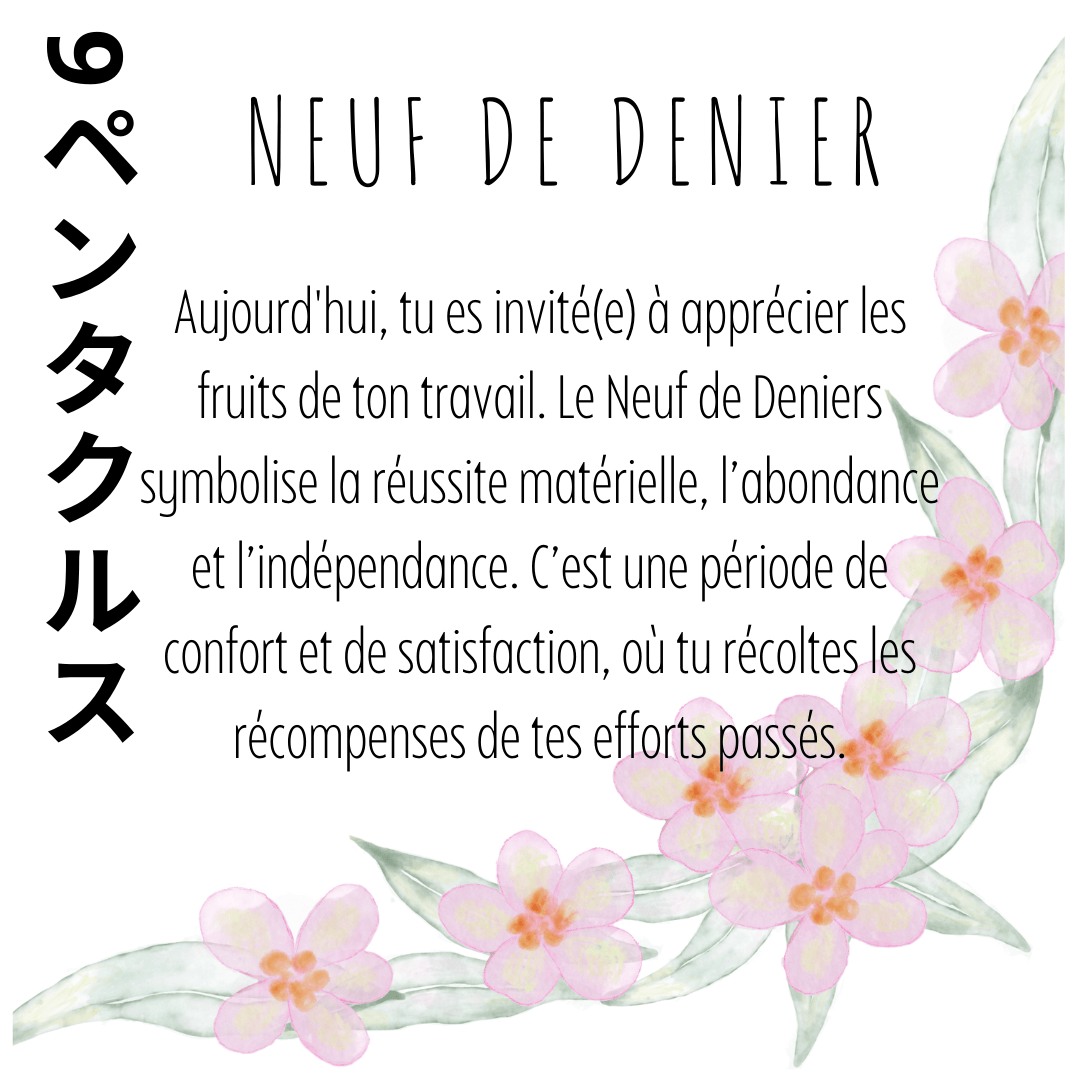 9ペンタクルス
NEUF DE DENIER
Aujourd'hui, tu es invité(e) à apprécier les
fruits de ton travail. Le Neuf de Deniers
symbolise la réussite matérielle, l’abondance
et l’indépendance. C’est une période de
confort et de satisfaction, où tu récoltes les
récompenses de tes efforts passés.